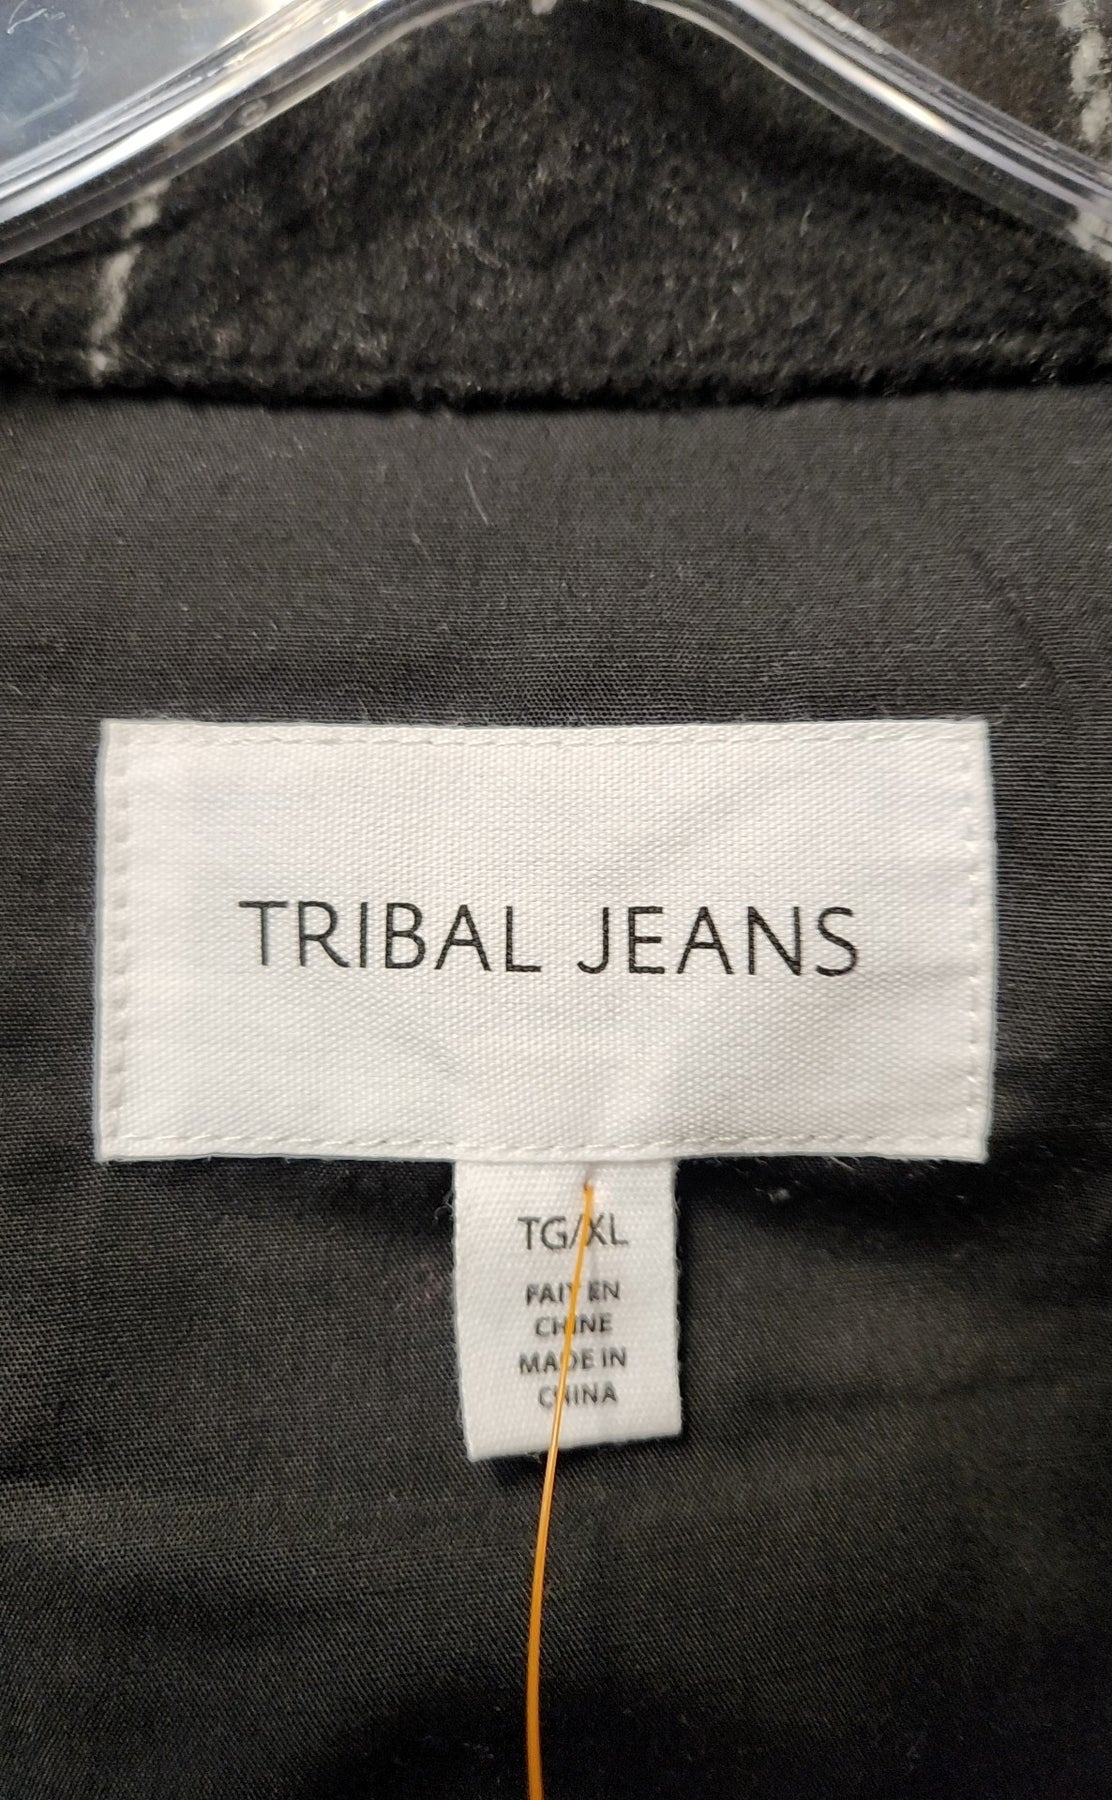 TRIBAL JEANS
TG/XL
FAIT EN
CHINE
MADE IN
CHINA